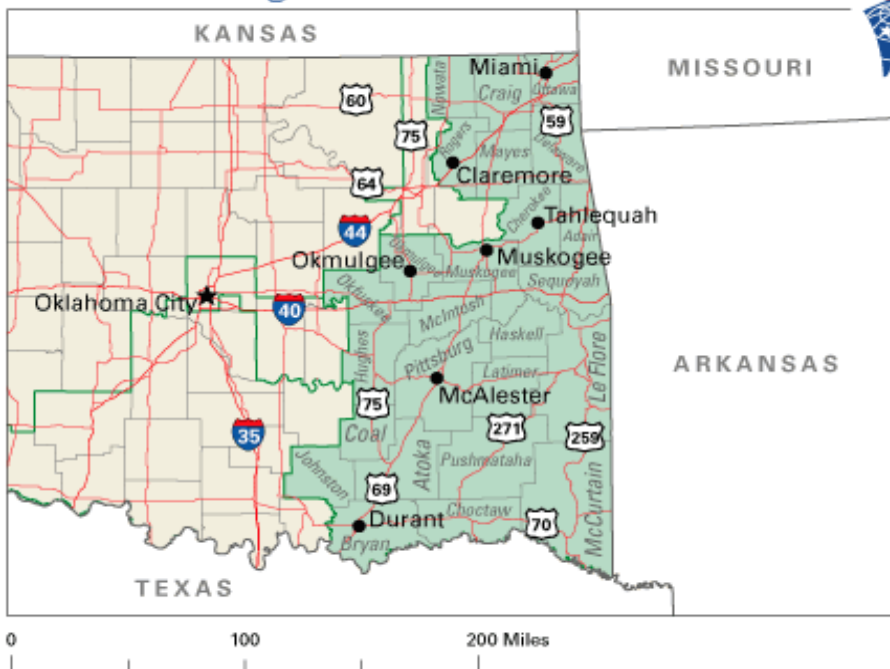 KANSAS
MISSOURI
Miami
Nowata
Craig
Ottawa
60
75
59
Rogers
Mayes
Delaware
Claremore
64
Cherokee
Tahlequah
44
Adair
Okmulgee
Okmulgee
Muskogee
Muskogee
Sequoyah
Oklahoma City
40
Okfuskee
McIntosh
Haskell
Hughes
Pittsburg
Latimer
Le Flore
ARKANSAS
McAlester
75
35
Coal
271
259
Atoka
Pushmataha
Johnston
69
McCurtain
Choctaw
Durant
70
Bryan
TEXAS
0 100 200 Miles